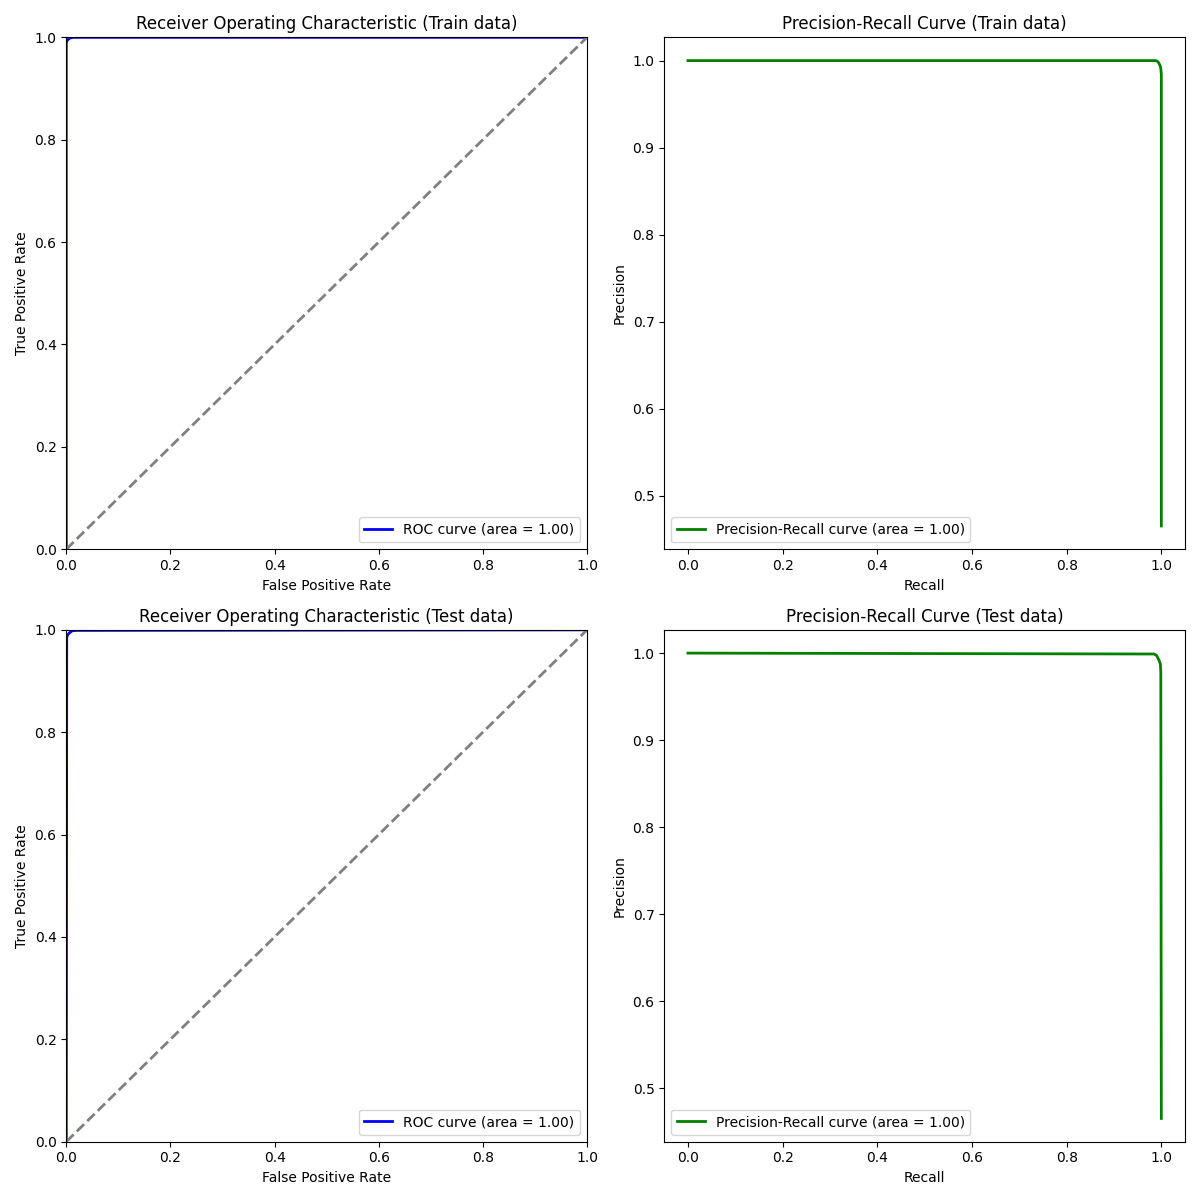 Receiver Operating Characteristic (Train data)
1.0
0.8
0.6
0.4
0.2
0.0
True Positive Rate
0.0 0.2 0.4 0.6 0.8 1.0
False Positive Rate
ROC curve (area = 1.00)
Precision-Recall Curve (Train data)
1.0
0.9
0.8
0.7
0.6
0.5
Precision
0.0 0.2 0.4 0.6 0.8 1.0
Recall
Precision-Recall curve (area = 1.00)
Receiver Operating Characteristic (Test data)
1.0
0.8
0.6
0.4
0.2
0.0
True Positive Rate
0.0 0.2 0.4 0.6 0.8 1.0
False Positive Rate
ROC curve (area = 1.00)
Precision-Recall Curve (Test data)
1.0
0.9
0.8
0.7
0.6
0.5
Precision
0.0 0.2 0.4 0.6 0.8 1.0
Recall
Precision-Recall curve (area = 1.00)